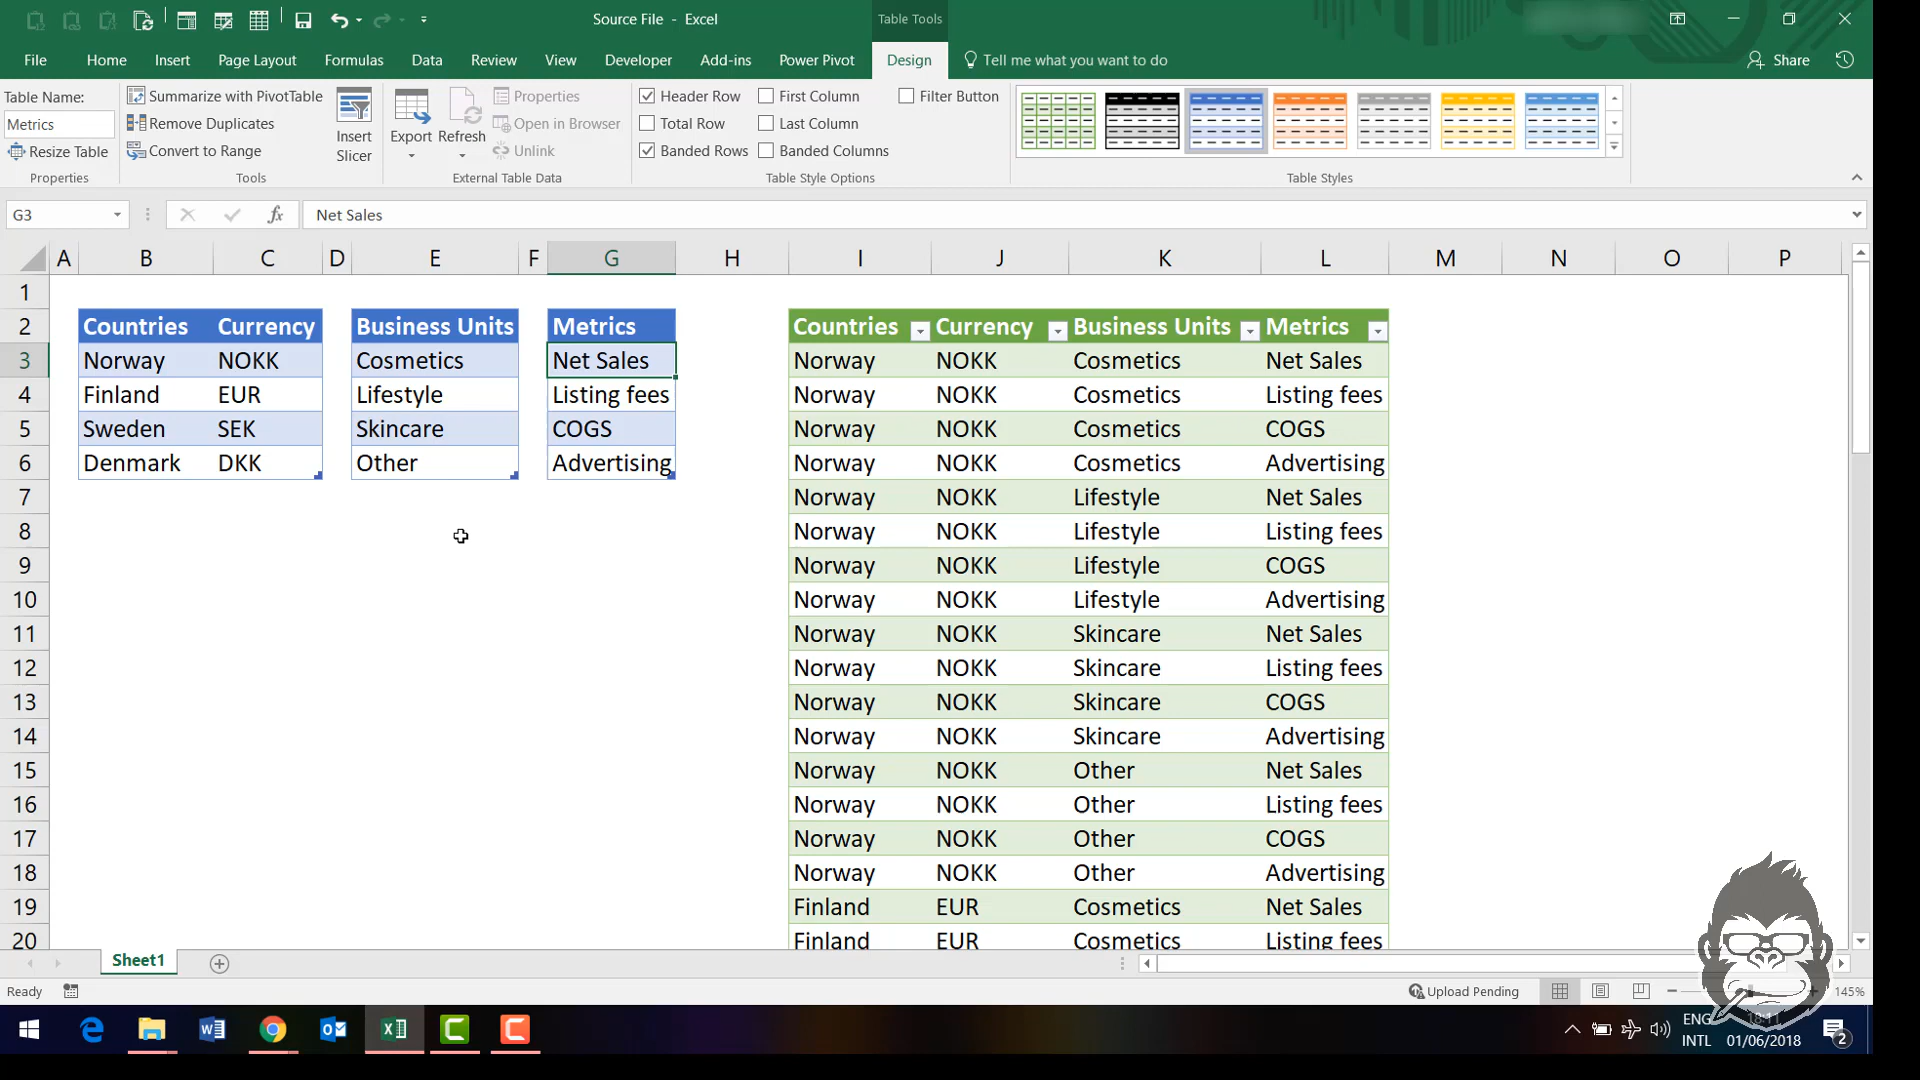 Source File - Excel
Table Tools
File Home Insert Page Layout Formulas Data Review View Developer Add-ins Power Pivot Design Tell me what you want to do Share
Table Name:
Metrics
Resize Table
Properties
Summarize with PivotTable
Remove Duplicates
Convert to Range
Tools
Insert
Slicer
Export
Refresh
Properties
Open in Browser
Unlink
External Table Data
Header Row First Column Filter Button
Total Row Last Column
Banded Rows Banded Columns
Table Style Options
Table Styles
G3 fx Net Sales
A B C D E F G H I J K L M N O P
1
2 Countries Currency Business Units Metrics Countries Currency Business Units Metrics
3 Norway NOKK Cosmetics Net Sales Norway NOKK Cosmetics Net Sales
4 Finland EUR Lifestyle Listing fees Norway NOKK Cosmetics Listing fees
5 Sweden SEK Skincare COGS Norway NOKK Cosmetics COGS
6 Denmark DKK Other Advertising Norway NOKK Cosmetics Advertising
7 Norway NOKK Lifestyle Net Sales
8 Norway NOKK Lifestyle Listing fees
9 Norway NOKK Lifestyle COGS
10 Norway NOKK Lifestyle Advertising
11 Norway NOKK Skincare Net Sales
12 Norway NOKK Skincare Listing fees
13 Norway NOKK Skincare COGS
14 Norway NOKK Skincare Advertising
15 Norway NOKK Other Net Sales
16 Norway NOKK Other Listing fees
17 Norway NOKK Other COGS
18 Norway NOKK Other Advertising
19 Finland EUR Cosmetics Net Sales
20 Finland EUR Cosmetics Listing fees
Sheet1
Ready Upload Pending 145%
ENG 18:11
INTL 01/06/2018 2